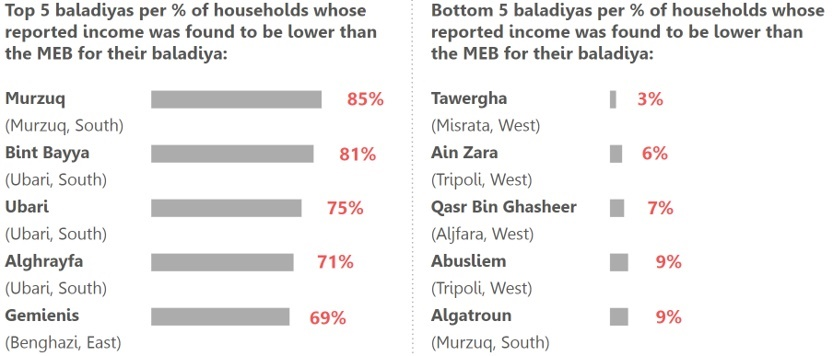 Top 5 baladiyas per % of households whose
reported income was found to be lower than
the MEB for their baladiya:
Murzuq 85%
(Murzuq, South)
Bint Bayya 81%
(Ubari, South)
Ubari 75%
(Ubari, South)
Alghrayfa 71%
(Ubari, South)
Gemienis 69%
(Benghazi, East)
Bottom 5 baladiyas per % of households whose
reported income was found to be lower than
the MEB for their baladiya:
Tawergha 3%
(Misrata, West)
Ain Zara 6%
(Tripoli, West)
Qasr Bin Ghasheer 7%
(Aljfara, West)
Abusliem 9%
(Tripoli, West)
Algatroun 9%
(Murzuq, South)